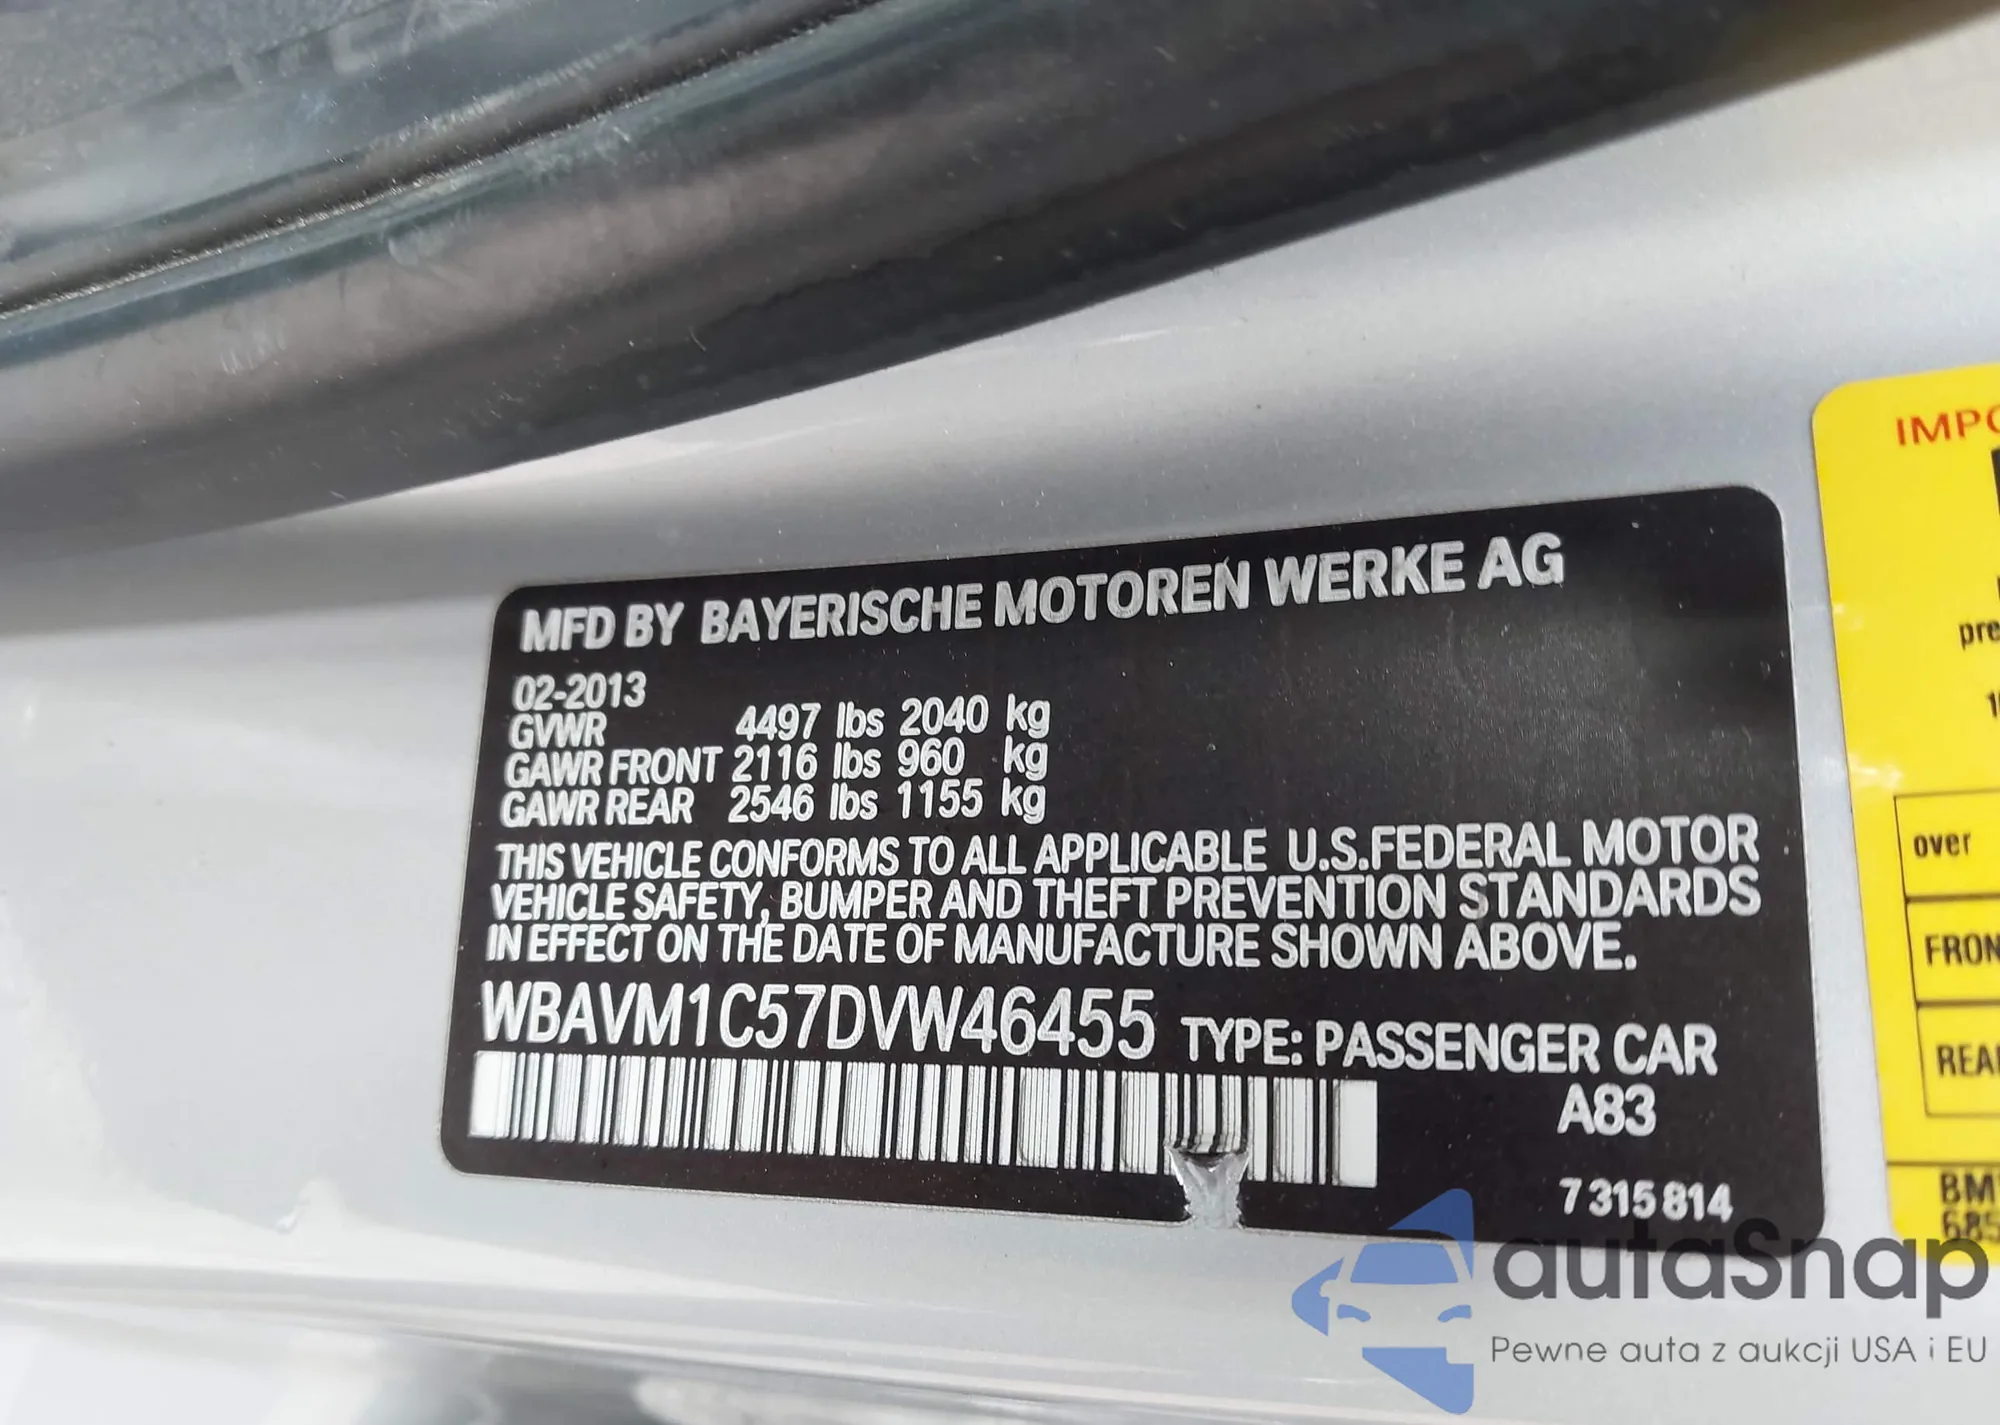 MFD BY BAYERISCHE MOTOREN WERKE AG
02-2013
GVWR 4497 lbs 2040 kg
GAWR FRONT 2116 lbs 960 kg
GAWR REAR 2546 lbs 1155 kg
THIS VEHICLE CONFORMS TO ALL APPLICABLE U.S.FEDERAL MOTOR
VEHICLE SAFETY, BUMPER AND THEFT PREVENTION STANDARDS
IN EFFECT ON THE DATE OF MANUFACTURE SHOWN ABOVE.
WBAVM1C57DVW46455 TYPE: PASSENGER CAR
A83
7 315 814
over
autaSnap
Pewne auta z aukcji USA i EU